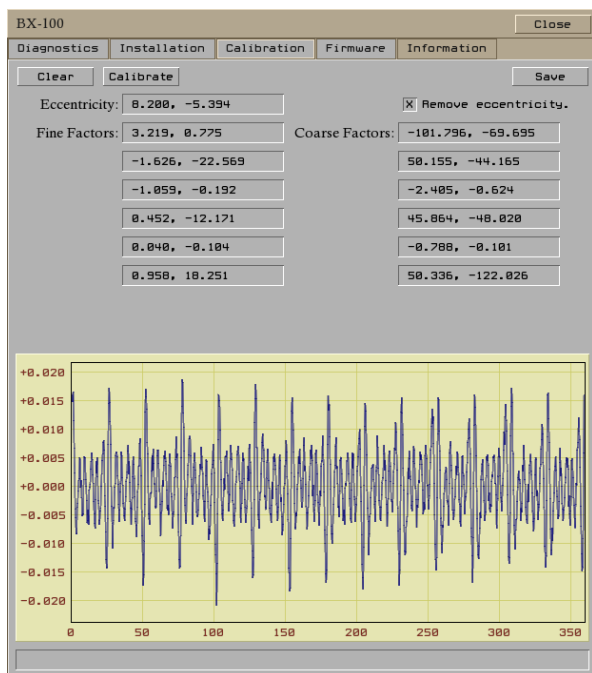 BX-100 Close
Diagnostics Installation Calibration Firmware Information
Clear Calibrate Save
Eccentricity: 8.200, -5.394 X Remove eccentricity.
Fine Factors: 3.219, 0.775 Coarse Factors: -101.796, -69.695
-1.626, -22.569 50.155, -44.165
-1.059, -0.192 -2.405, -0.624
0.452, -12.171 45.864, -48.020
0.040, -0.104 -0.788, -0.101
0.958, 18.251 50.336, -122.026
+0.020
+0.015
+0.010
+0.005
+0.000
-0.005
-0.010
-0.015
-0.020
0 50 100 150 200 250 300 350